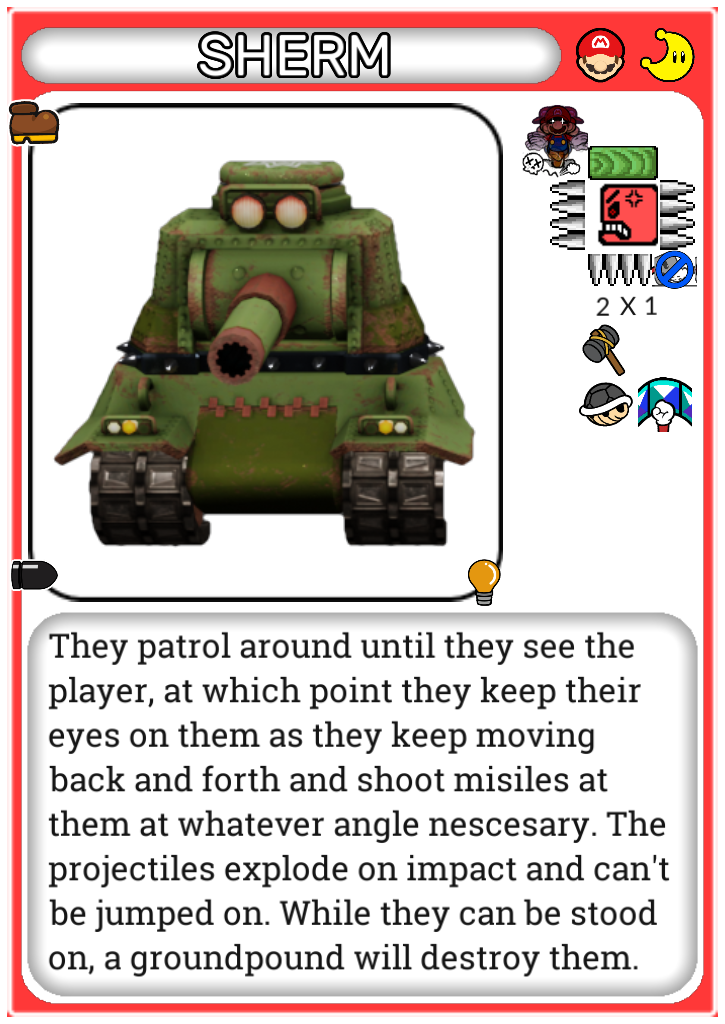 SHERM
2 X 1
They patrol around until they see the
player, at which point they keep their
eyes on them as they keep moving
back and forth and shoot misiles at
them at whatever angle nescesary. The
projectiles explode on impact and can't
be jumped on. While they can be stood
on, a groundpound will destroy them.